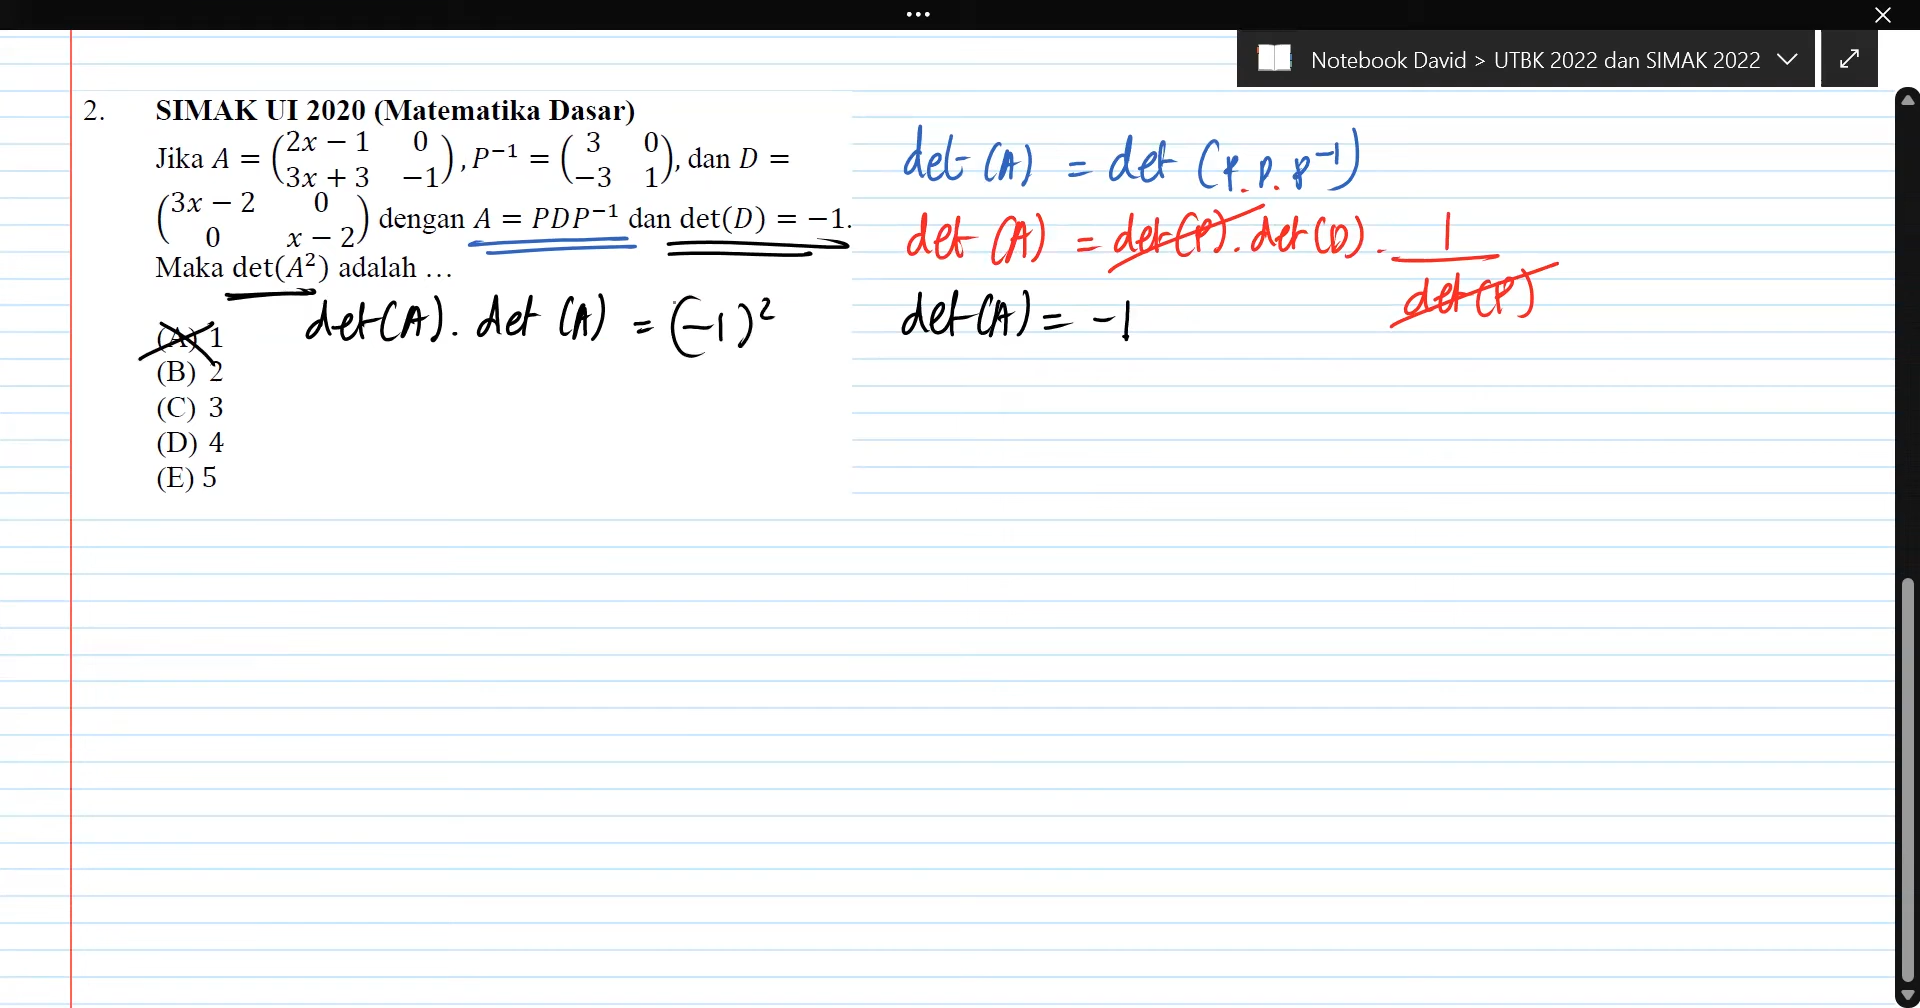 Notebook David > UTBK 2022 dan SIMAK 2022
2. SIMAK UI 2020 (Matematika Dasar)
Jika A = (2x − 1 0 3x + 3 −1), P⁻¹ = (3 0 −3 1), dan D =
(3x − 2 0 0 x − 2) dengan A = PDP⁻¹ dan det(D) = −1.
Maka det(A²) adalah …
(A) 1
(B) 2
(C) 3
(D) 4
(E) 5
det(A). det(A) = (−1)²
det(A) = det(P.D.P⁻¹)
det(A) = det(P). det(D). 1/det(P)
det(A) = −1